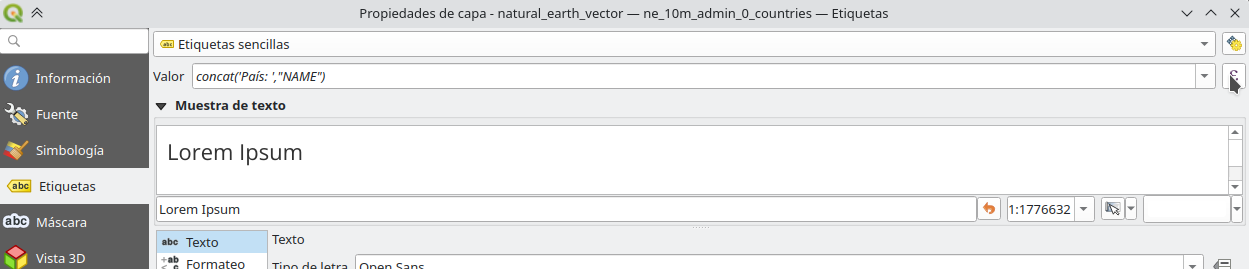 Propiedades de capa - natural_earth_vector — ne_10m_admin_0_countries — Etiquetas
Etiquetas sencillas
Valor concat('País: ',"NAME")
Información
Muestra de texto
Fuente
Lorem Ipsum
Simbología
Etiquetas
Lorem Ipsum 1:1776632
Máscara
Texto Texto
Vista 3D
Formateo Tipo de letra Open Sans